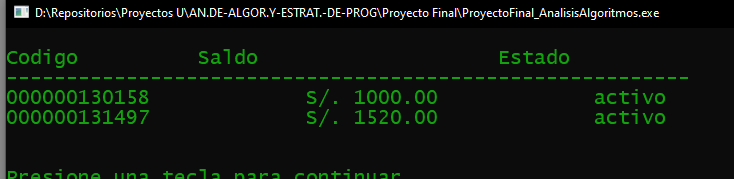 D:\Repositorios\Proyectos U\AN.DE-ALGOR.Y-ESTRAT.-DE-PROG\Proyecto Final\ProyectoFinal_AnalisisAlgoritmos.exe
Codigo Saldo Estado
---------------------------------------------------------
000000130158 S/. 1000.00 activo
000000131497 S/. 1520.00 activo
Presione una tecla para continuar